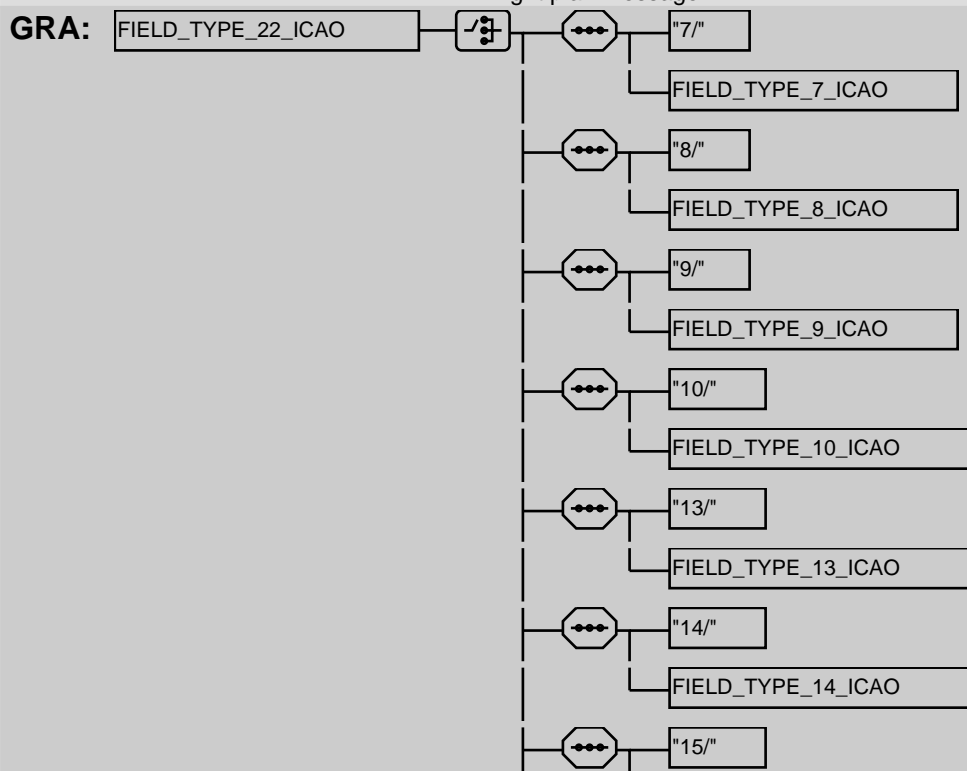 GRA: FIELD_TYPE_22_ICAO "7/"
FIELD_TYPE_7_ICAO
"8/"
FIELD_TYPE_8_ICAO
"9/"
FIELD_TYPE_9_ICAO
"10/"
FIELD_TYPE_10_ICAO
"13/"
FIELD_TYPE_13_ICAO
"14/"
FIELD_TYPE_14_ICAO
"15/"